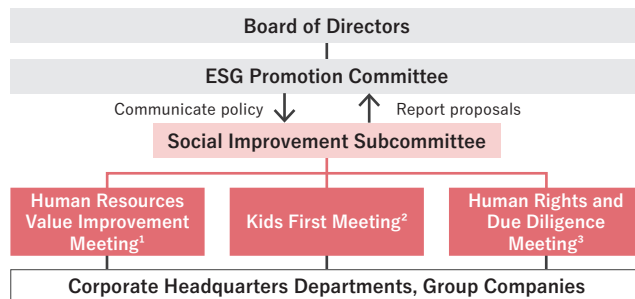 Board of Directors
ESG Promotion Committee
Communicate policy
Report proposals
Social Improvement Subcommittee
Human Resources
Value Improvement
Meeting¹
Kids First Meeting²
Human Rights and
Due Diligence
Meeting³
Corporate Headquarters Departments, Group Companies